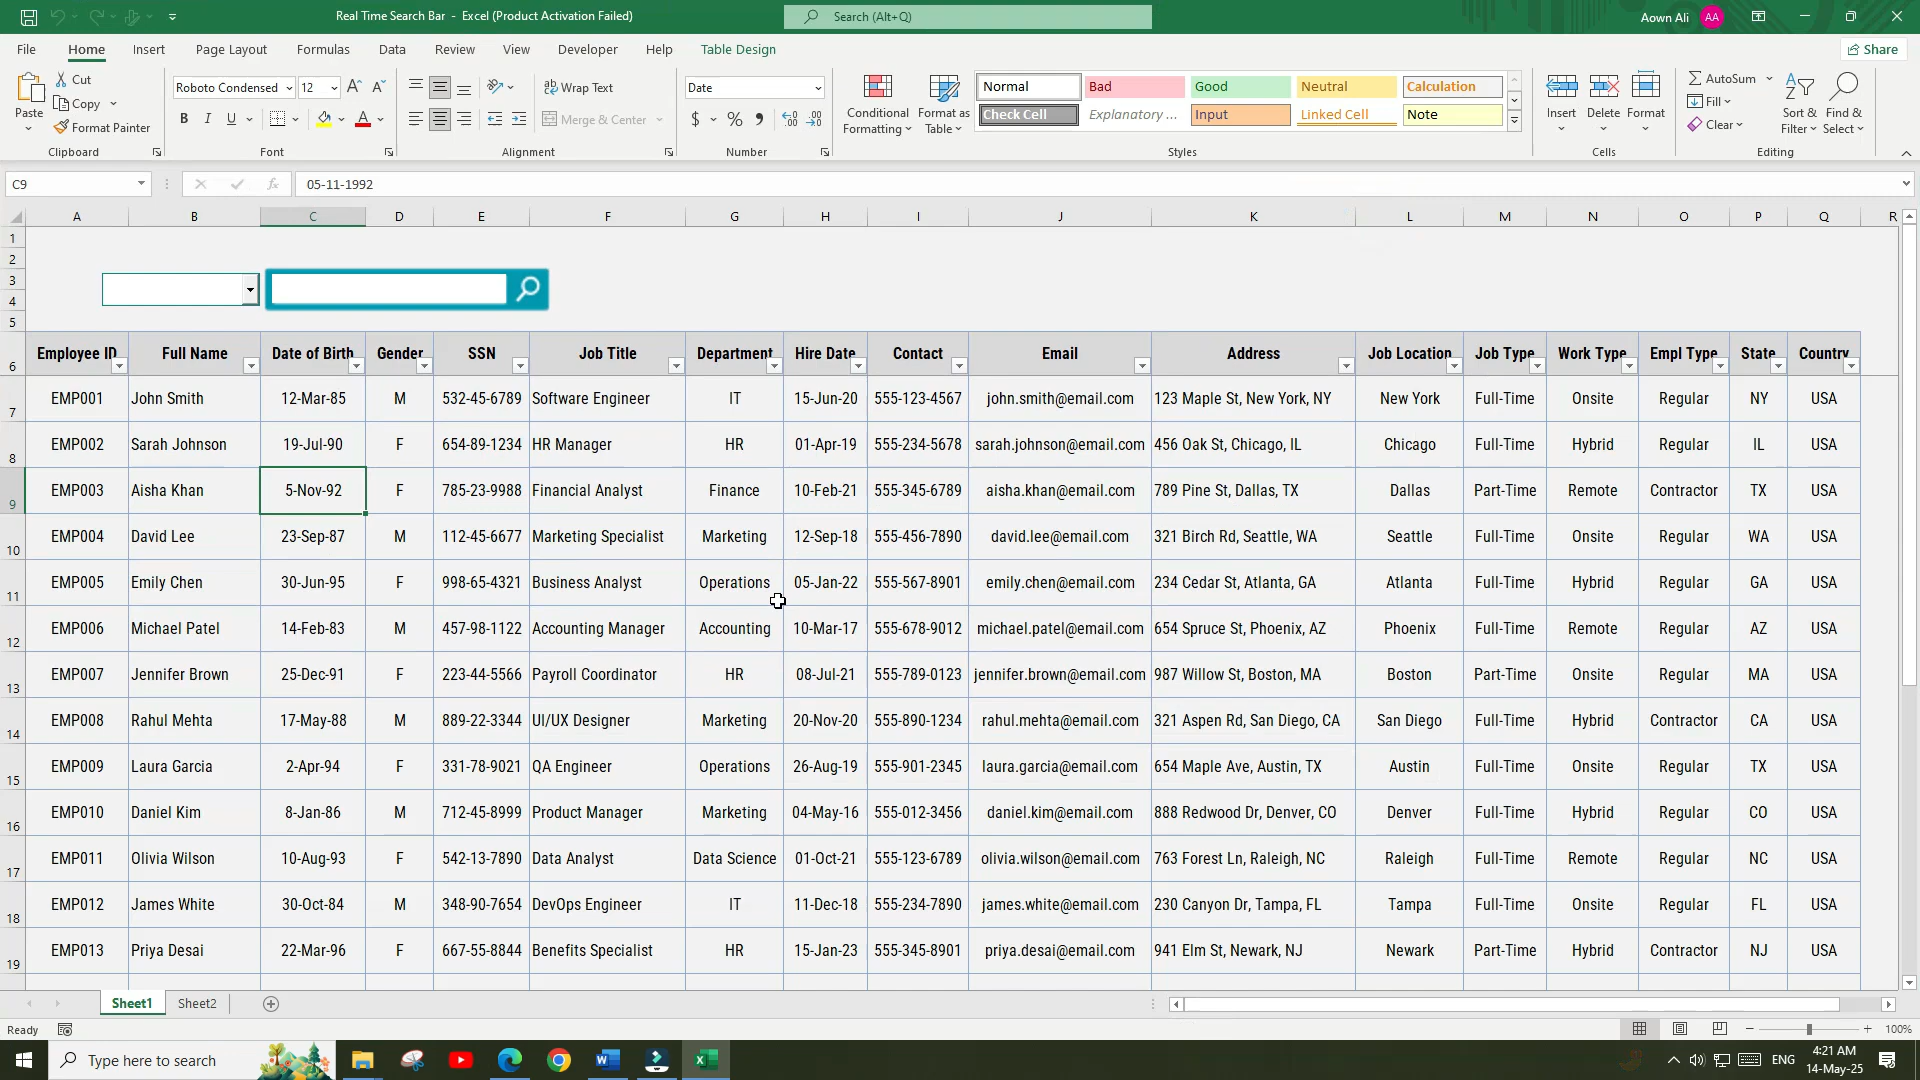 Real Time Search Bar - Excel (Product Activation Failed)
Search (Alt+Q)
Aown Ali
AA
File Home Insert Page Layout Formulas Data Review View Developer Help Table Design
Share
Paste
Cut
Copy
Format Painter
Clipboard
Roboto Condensed 12
B I U
Font
Wrap Text
Merge & Center
Alignment
Date
$ % 9
Number
Conditional Formatting
Format as Table
Normal Bad Good Neutral Calculation
Check Cell Explanatory ... Input Linked Cell Note
Styles
Insert Delete Format
Cells
AutoSum
Fill
Clear
Sort & Filter
Find & Select
Editing
C9
fx
05-11-1992
A B C D E F G H I J K L M N O P Q R
1
2
3
4
5
6 Employee ID Full Name Date of Birth Gender SSN Job Title Department Hire Date Contact Email Address Job Location Job Type Work Type Empl Type State Country
7 EMP001 John Smith 12-Mar-85 M 532-45-6789 Software Engineer IT 15-Jun-20 555-123-4567 john.smith@email.com 123 Maple St, New York, NY New York Full-Time Onsite Regular NY USA
8 EMP002 Sarah Johnson 19-Jul-90 F 654-89-1234 HR Manager HR 01-Apr-19 555-234-5678 sarah.johnson@email.com 456 Oak St, Chicago, IL Chicago Full-Time Hybrid Regular IL USA
9 EMP003 Aisha Khan 5-Nov-92 F 785-23-9988 Financial Analyst Finance 10-Feb-21 555-345-6789 aisha.khan@email.com 789 Pine St, Dallas, TX Dallas Part-Time Remote Contractor TX USA
10 EMP004 David Lee 23-Sep-87 M 112-45-6677 Marketing Specialist Marketing 12-Sep-18 555-456-7890 david.lee@email.com 321 Birch Rd, Seattle, WA Seattle Full-Time Onsite Regular WA USA
11 EMP005 Emily Chen 30-Jun-95 F 998-65-4321 Business Analyst Operations 05-Jan-22 555-567-8901 emily.chen@email.com 234 Cedar St, Atlanta, GA Atlanta Full-Time Hybrid Regular GA USA
12 EMP006 Michael Patel 14-Feb-83 M 457-98-1122 Accounting Manager Accounting 10-Mar-17 555-678-9012 michael.patel@email.com 654 Spruce St, Phoenix, AZ Phoenix Full-Time Remote Regular AZ USA
13 EMP007 Jennifer Brown 25-Dec-91 F 223-44-5566 Payroll Coordinator HR 08-Jul-21 555-789-0123 jennifer.brown@email.com 987 Willow St, Boston, MA Boston Part-Time Onsite Regular MA USA
14 EMP008 Rahul Mehta 17-May-88 M 889-22-3344 UI/UX Designer Marketing 20-Nov-20 555-890-1234 rahul.mehta@email.com 321 Aspen Rd, San Diego, CA San Diego Full-Time Hybrid Contractor CA USA
15 EMP009 Laura Garcia 2-Apr-94 F 331-78-9021 QA Engineer Operations 26-Aug-19 555-901-2345 laura.garcia@email.com 654 Maple Ave, Austin, TX Austin Full-Time Onsite Regular TX USA
16 EMP010 Daniel Kim 8-Jan-86 M 712-45-8999 Product Manager Marketing 04-May-16 555-012-3456 daniel.kim@email.com 888 Redwood Dr, Denver, CO Denver Full-Time Hybrid Regular CO USA
17 EMP011 Olivia Wilson 10-Aug-93 F 542-13-7890 Data Analyst Data Science 01-Oct-21 555-123-6789 olivia.wilson@email.com 763 Forest Ln, Raleigh, NC Raleigh Full-Time Remote Regular NC USA
18 EMP012 James White 30-Oct-84 M 348-90-7654 DevOps Engineer IT 11-Dec-18 555-234-7890 james.white@email.com 230 Canyon Dr, Tampa, FL Tampa Full-Time Onsite Regular FL USA
19 EMP013 Priya Desai 22-Mar-96 F 667-55-8844 Benefits Specialist HR 15-Jan-23 555-345-8901 priya.desai@email.com 941 Elm St, Newark, NJ Newark Part-Time Hybrid Contractor NJ USA
Sheet1 Sheet2
Ready
100%
Type here to search
ENG
4:21 AM
14-May-25